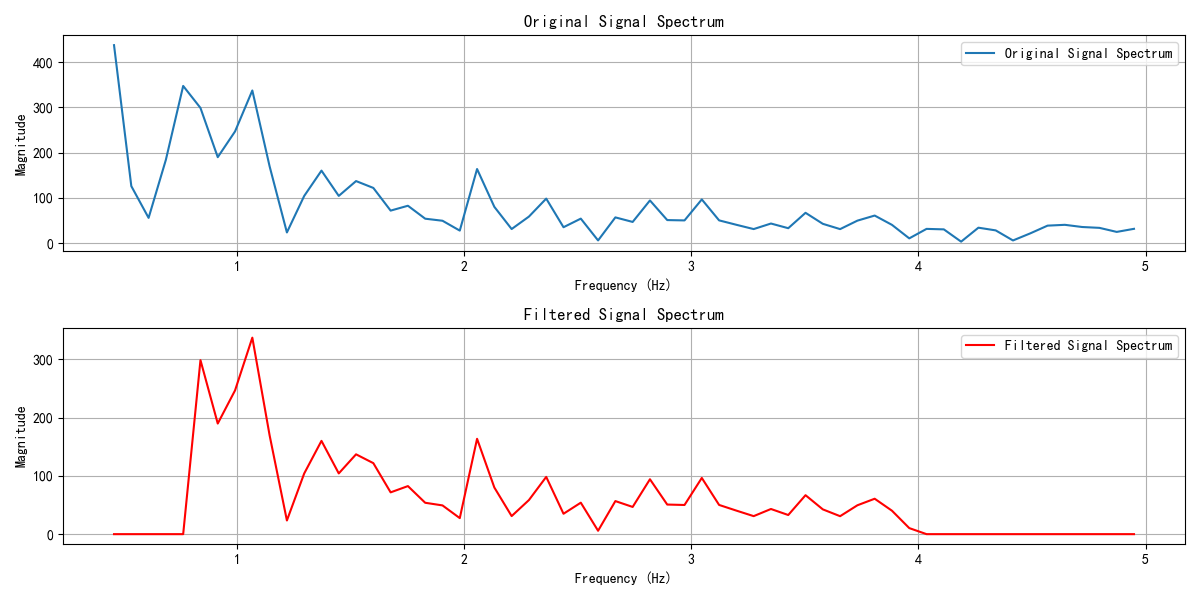 Original Signal Spectrum
Original Signal Spectrum
Magnitude
400
300
200
100
0
1 2 3 4 5
Frequency (Hz)
Filtered Signal Spectrum
Filtered Signal Spectrum
Magnitude
300
200
100
0
1 2 3 4 5
Frequency (Hz)